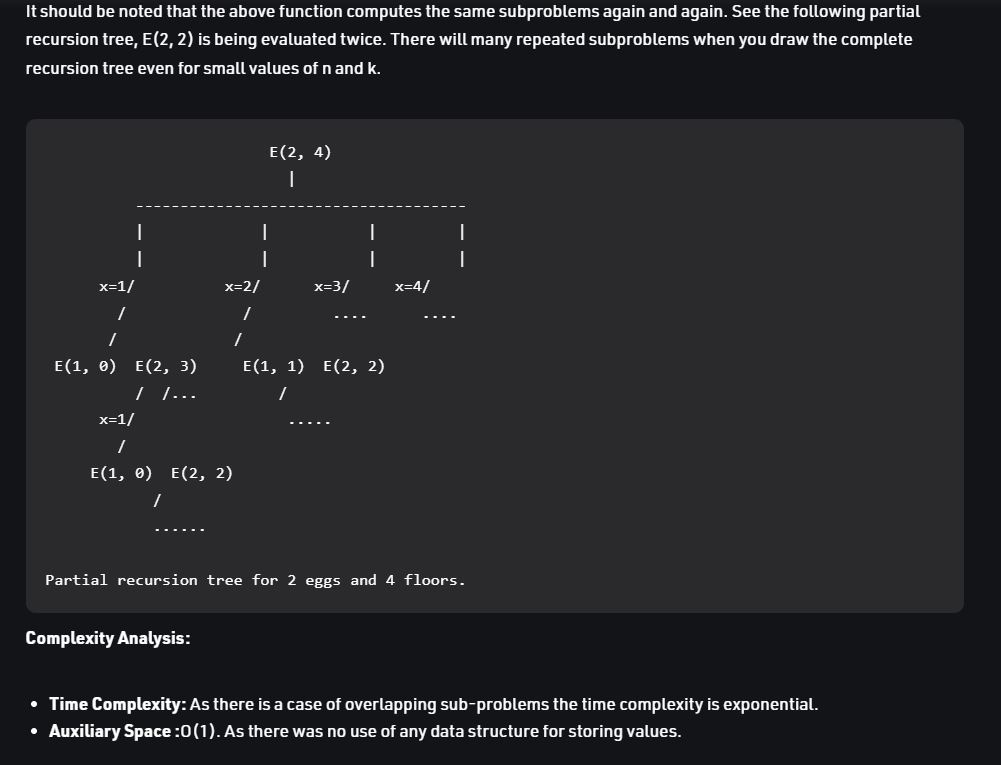 It should be noted that the above function computes the same subproblems again and again. See the following partial
recursion tree, E(2, 2) is being evaluated twice. There will many repeated subproblems when you draw the complete
recursion tree even for small values of n and k.
E(2, 4)
|
-------------------------------------
| | | |
| | | |
x=1/ x=2/ x=3/ x=4/
/ / .... ....
/ /
E(1, 0) E(2, 3) E(1, 1) E(2, 2)
/ /... /
x=1/ .....
/
E(1, 0) E(2, 2)
/
......
Partial recursion tree for 2 eggs and 4 floors.
Complexity Analysis:
• Time Complexity: As there is a case of overlapping sub-problems the time complexity is exponential.
• Auxiliary Space :O(1). As there was no use of any data structure for storing values.